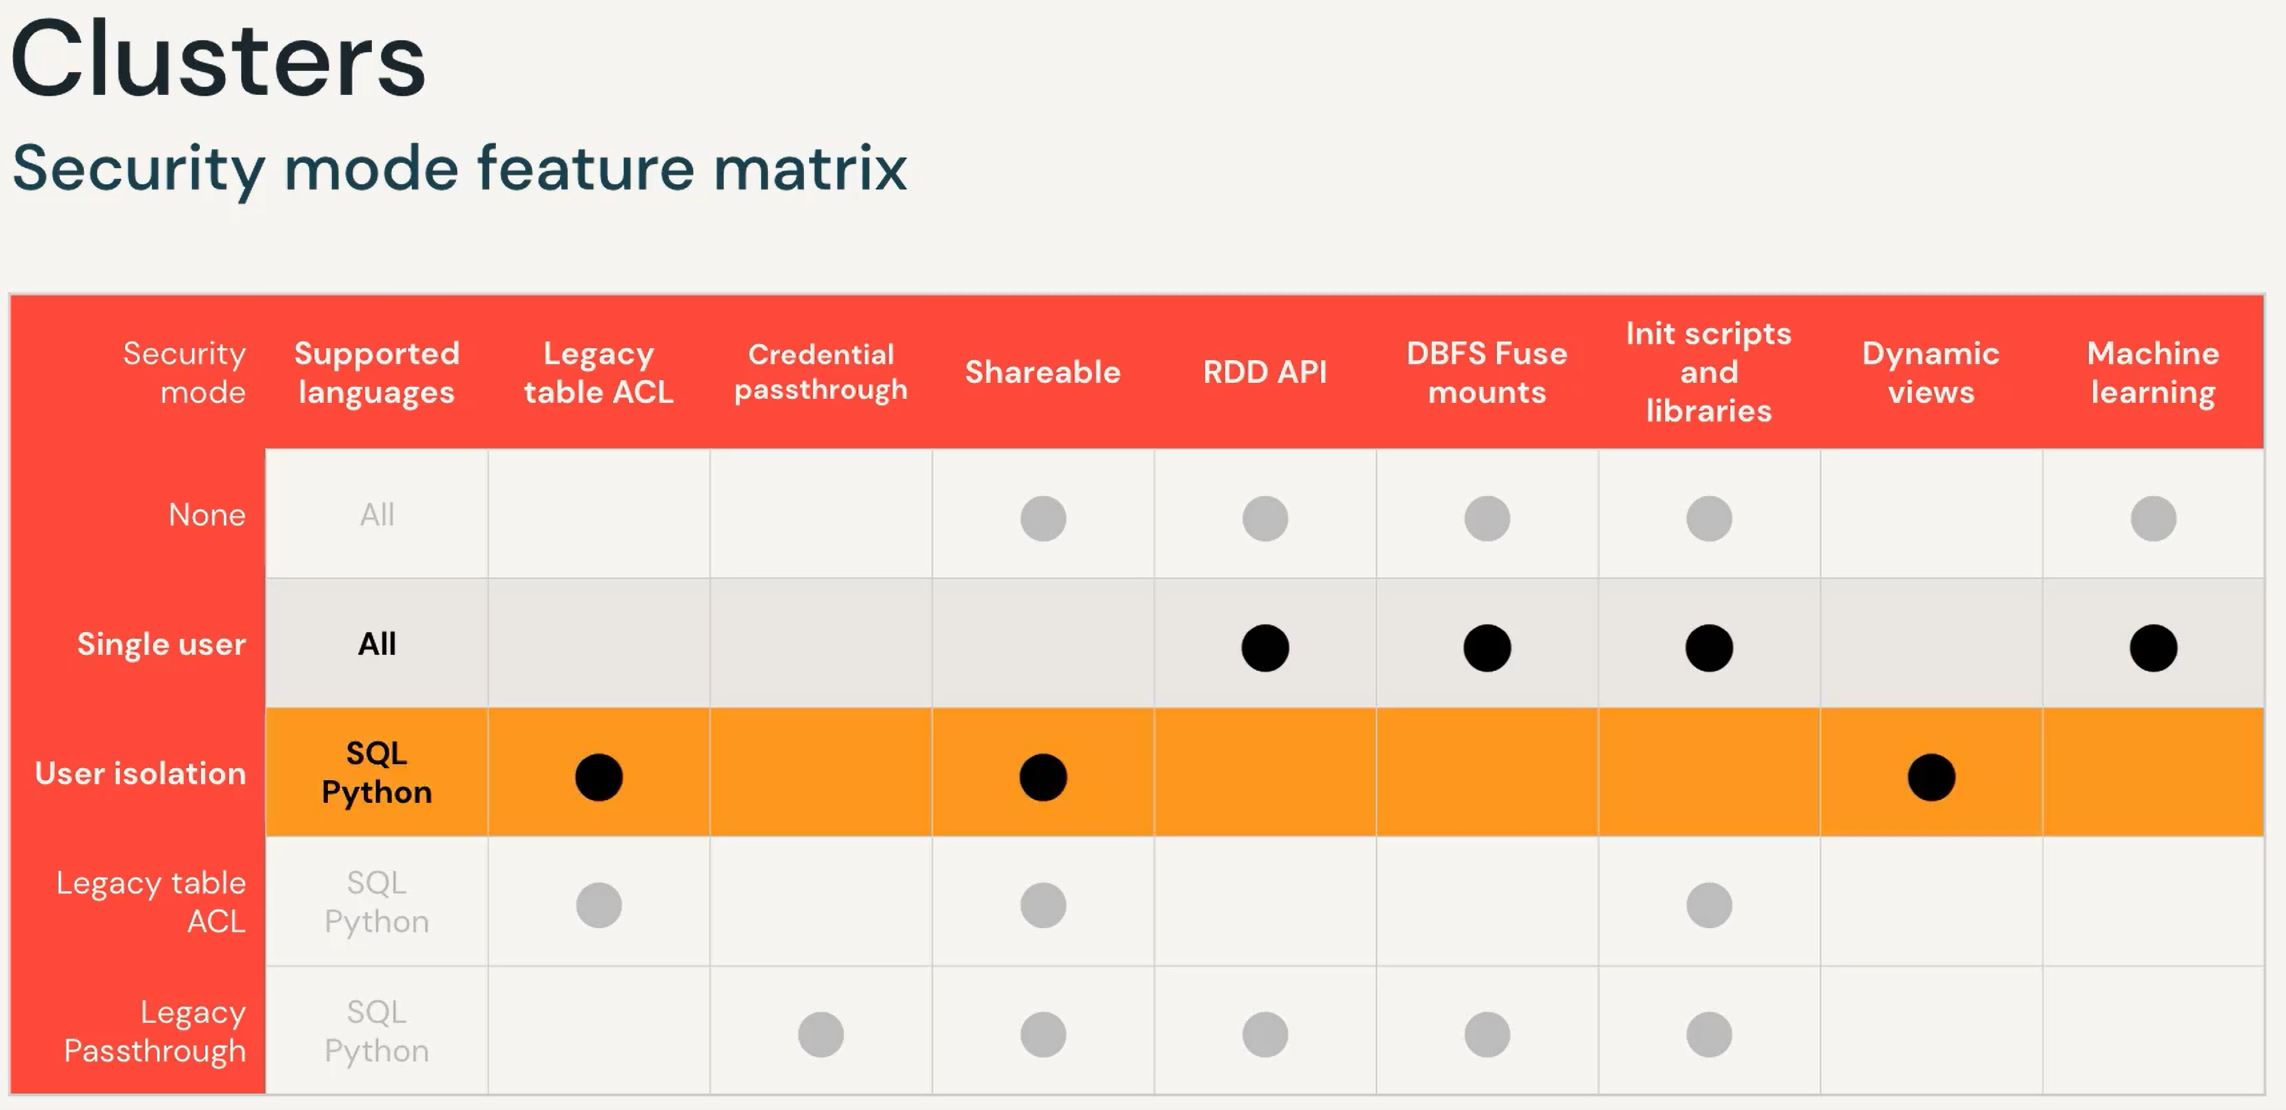 Clusters
Security mode feature matrix
Security
mode
Supported
languages
Legacy
table ACL
Credential
passthrough
Shareable
RDD API
DBFS Fuse
mounts
Init scripts
and
libraries
Dynamic
views
Machine
learning
None
All
Single user
All
User isolation
SQL
Python
Legacy table
ACL
SQL
Python
Legacy
Passthrough
SQL
Python